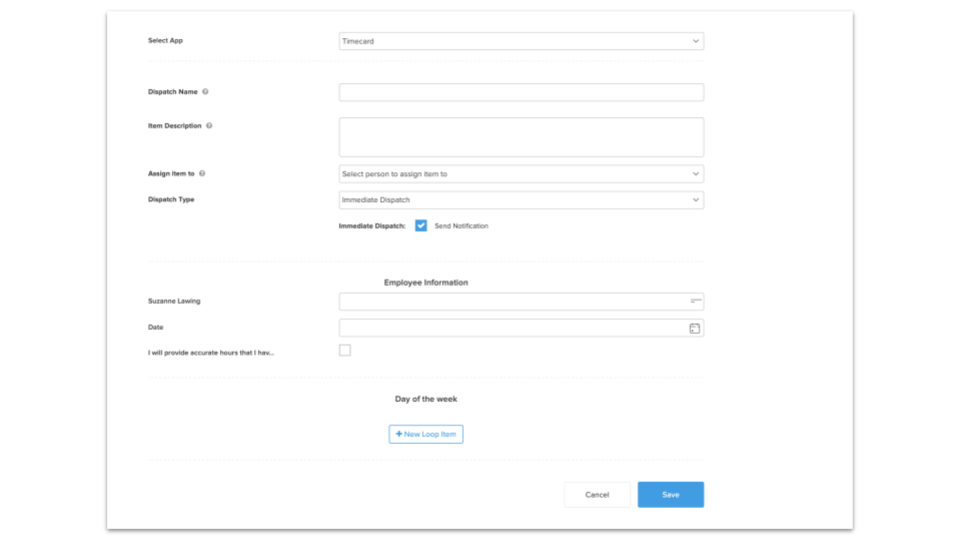 Select App
Timecard
Dispatch Name
Item Description
Assign item to
Select person to assign item to
Dispatch Type
Immediate Dispatch
Immediate Dispatch: Send Notification
Employee Information
Suzanne Lawing
Date
I will provide accurate hours that I hav...
Day of the week
+ New Loop Item
Cancel
Save